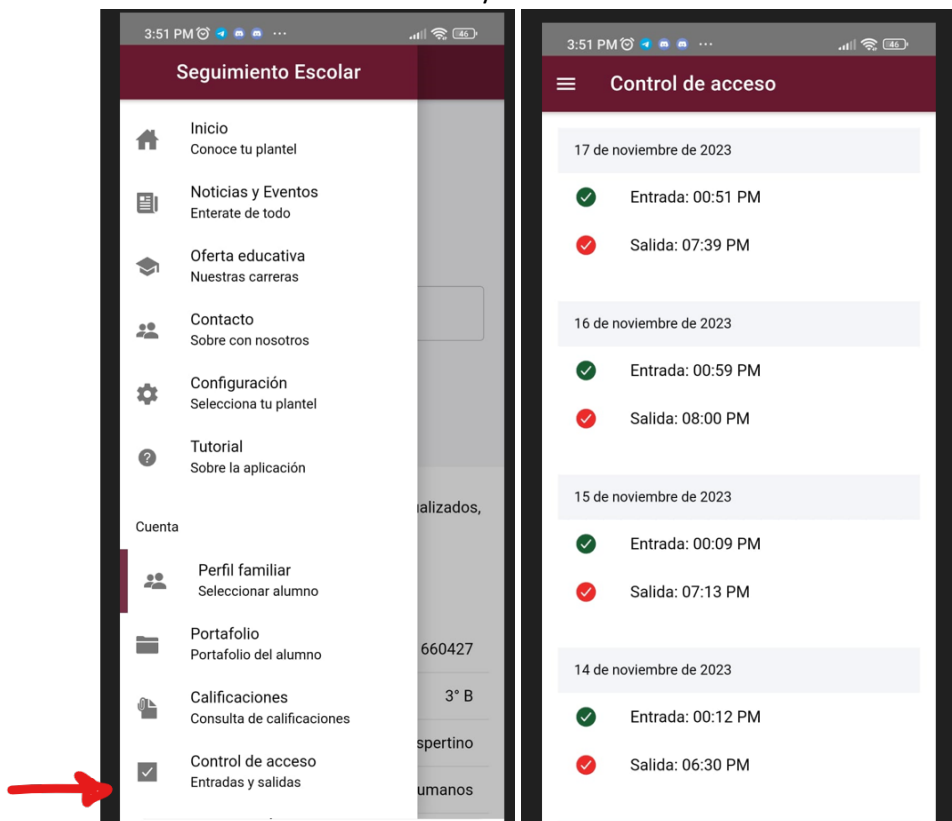 3:51 PM
46
Seguimiento Escolar
Inicio
Conoce tu plantel
Noticias y Eventos
Enterate de todo
Oferta educativa
Nuestras carreras
Contacto
Sobre con nosotros
Configuración
Selecciona tu plantel
Tutorial
Sobre la aplicación
Cuenta
Perfil familiar
Seleccionar alumno
Portafolio
Portafolio del alumno
Calificaciones
Consulta de calificaciones
Control de acceso
Entradas y salidas
alizados,
660427
3° B
spertino
umanos
3:51 PM
46
Control de acceso
17 de noviembre de 2023
Entrada: 00:51 PM
Salida: 07:39 PM
16 de noviembre de 2023
Entrada: 00:59 PM
Salida: 08:00 PM
15 de noviembre de 2023
Entrada: 00:09 PM
Salida: 07:13 PM
14 de noviembre de 2023
Entrada: 00:12 PM
Salida: 06:30 PM